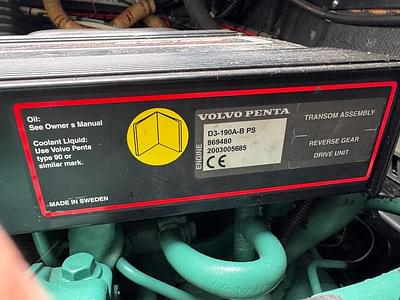 Oil:
See Owner s Manual
Coolant Liquid:
Use Volvo Penta
type 90 or
similar mark.
MADE IN SWEDEN
VOLVO PENTA
ENGINE
D3-190A-B PS
869480
2003005685
CE
TRANSOM ASSEMBLY
REVERSE GEAR
DRIVE UNIT